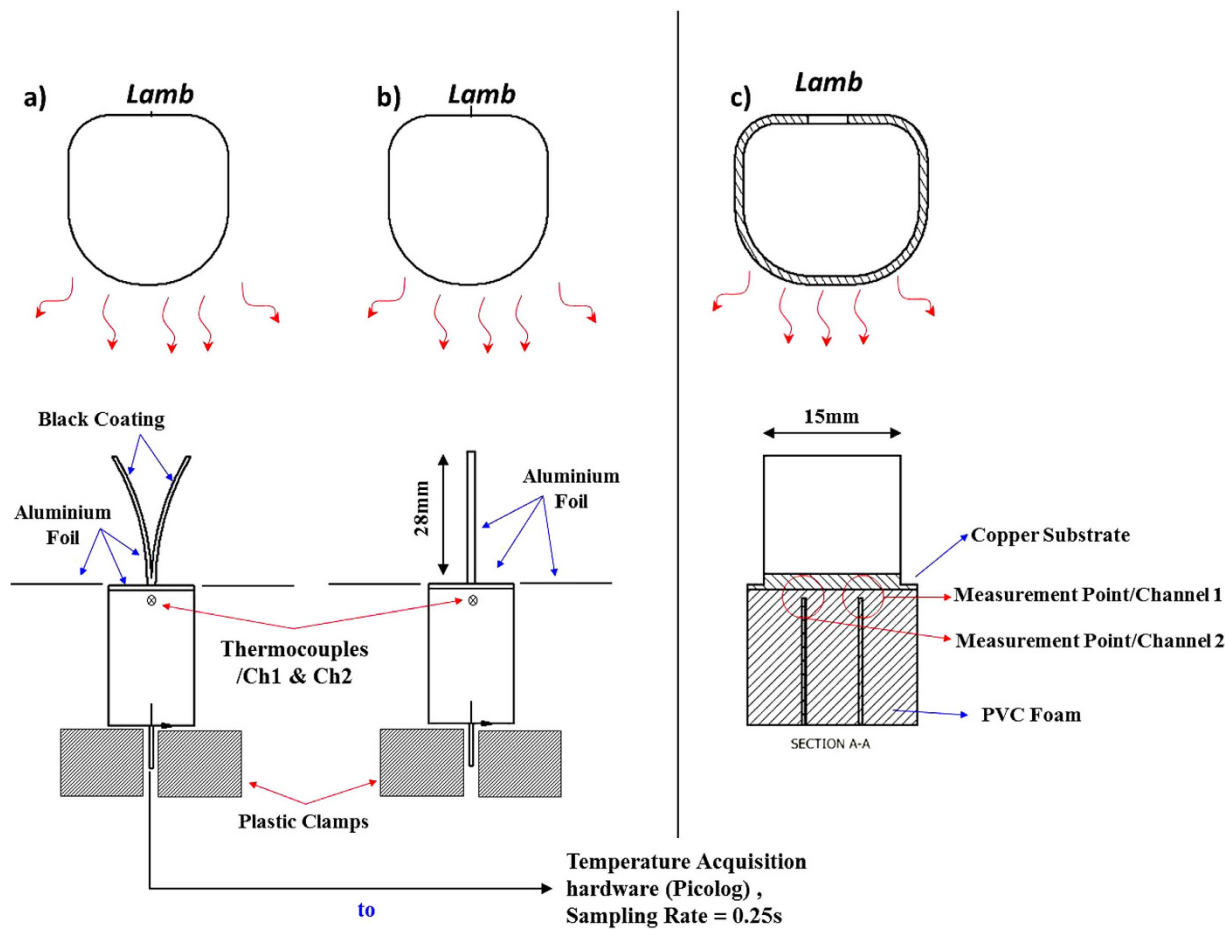 a)
Lamb
b)
Lamb
c)
Lamb
Black Coating
Aluminium
Foil
28mm
Aluminium
Foil
15mm
Copper Substrate
Measurement Point/Channel 1
Measurement Point/Channel 2
PVC Foam
SECTION A-A
Thermocouples
/Ch1 & Ch2
Plastic Clamps
to
Temperature Acquisition
hardware (Picolog) ,
Sampling Rate = 0.25s